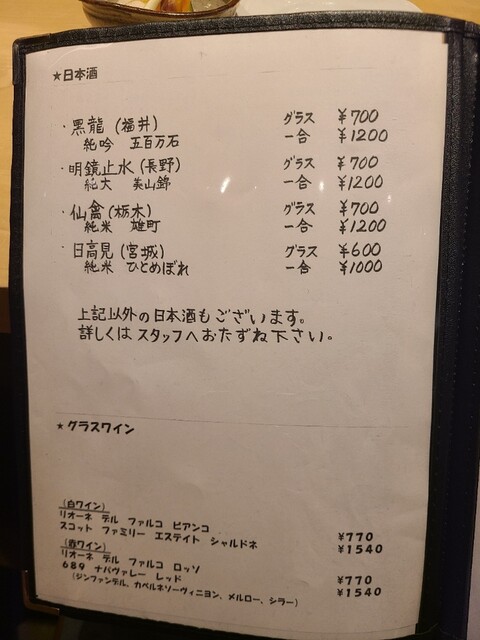 ★日本酒
・黒龍(福井) グラス ¥700
純吟 五百万石 一合 ¥1200
明鏡止水(長野) グラス ¥700
純大 美山錦 一合 ¥1200
・仙禽(栃木) グラス ¥700
純米 雄町 一合 ¥1200
・日高見(宮城) グラス ¥600
純米 ひとめぼれ 一合 ¥1000
上記以外の日本酒もございます。
詳しくはスタッフへおたずね下さい。
★グラスワイン
(白ワイン)
リオーネ デル ファルコ ビアンコ ¥770
スコット ファミリー エステイト シャルドネ ¥1540
(赤ワイン)
リオーネ デル ファルコ ロッソ ¥770
689 ナパヴァレー レッド ¥1540
(ジンファンデル、カベルネソーヴィニヨン、メルロー、シラー)